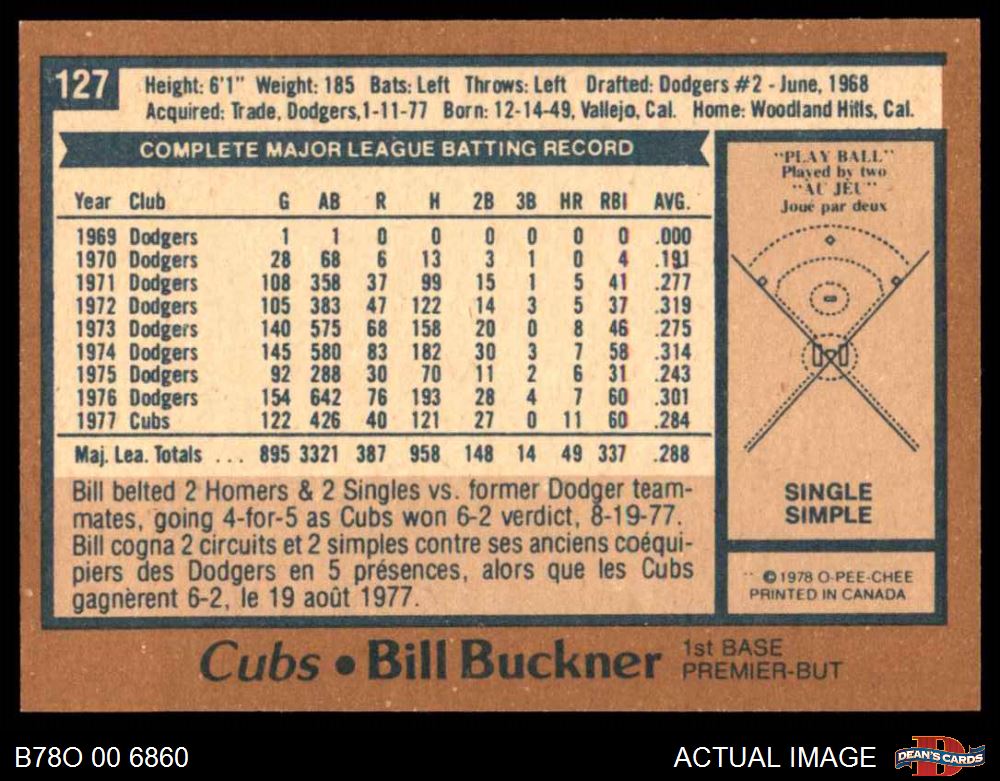 127
Height: 6'1" Weight: 185 Bats: Left Throws: Left Drafted: Dodgers #2 - June, 1968
Acquired: Trade, Dodgers,1-11-77 Born: 12-14-49, Vallejo, Cal. Home: Woodland Hills, Cal.
COMPLETE MAJOR LEAGUE BATTING RECORD
Year Club G AB R H 2B 3B HR RBI AVG.
1969 Dodgers 1 1 0 0 0 0 0 0 .000
1970 Dodgers 28 68 6 13 3 1 0 4 .191
1971 Dodgers 108 358 37 99 15 1 5 41 .277
1972 Dodgers 105 383 47 122 14 3 5 37 .319
1973 Dodgers 140 575 68 158 20 0 8 46 .275
1974 Dodgers 145 580 83 182 30 3 7 58 .314
1975 Dodgers 92 288 30 70 11 2 6 31 .243
1976 Dodgers 154 642 76 193 28 4 7 60 .301
1977 Cubs 122 426 40 121 27 0 11 60 .284
Maj. Lea. Totals ... 895 3321 387 958 148 14 49 337 .288
Bill belted 2 Homers & 2 Singles vs. former Dodger team-
mates, going 4-for-5 as Cubs won 6-2 verdict, 8-19-77.
Bill cogna 2 circuits et 2 simples contre ses anciens coéqui-
piers des Dodgers en 5 présences, alors que les Cubs
gagnèrent 6-2, le 19 août 1977.
"PLAY BALL"
Played by two
"AU JEU"
Joué par deux
SINGLE
SIMPLE
© 1978 O-PEE-CHEE
PRINTED IN CANADA
Cubs • Bill Buckner
1st BASE
PREMIER-BUT
B78O 00 6860
ACTUAL IMAGE
DEAN'S CARDS